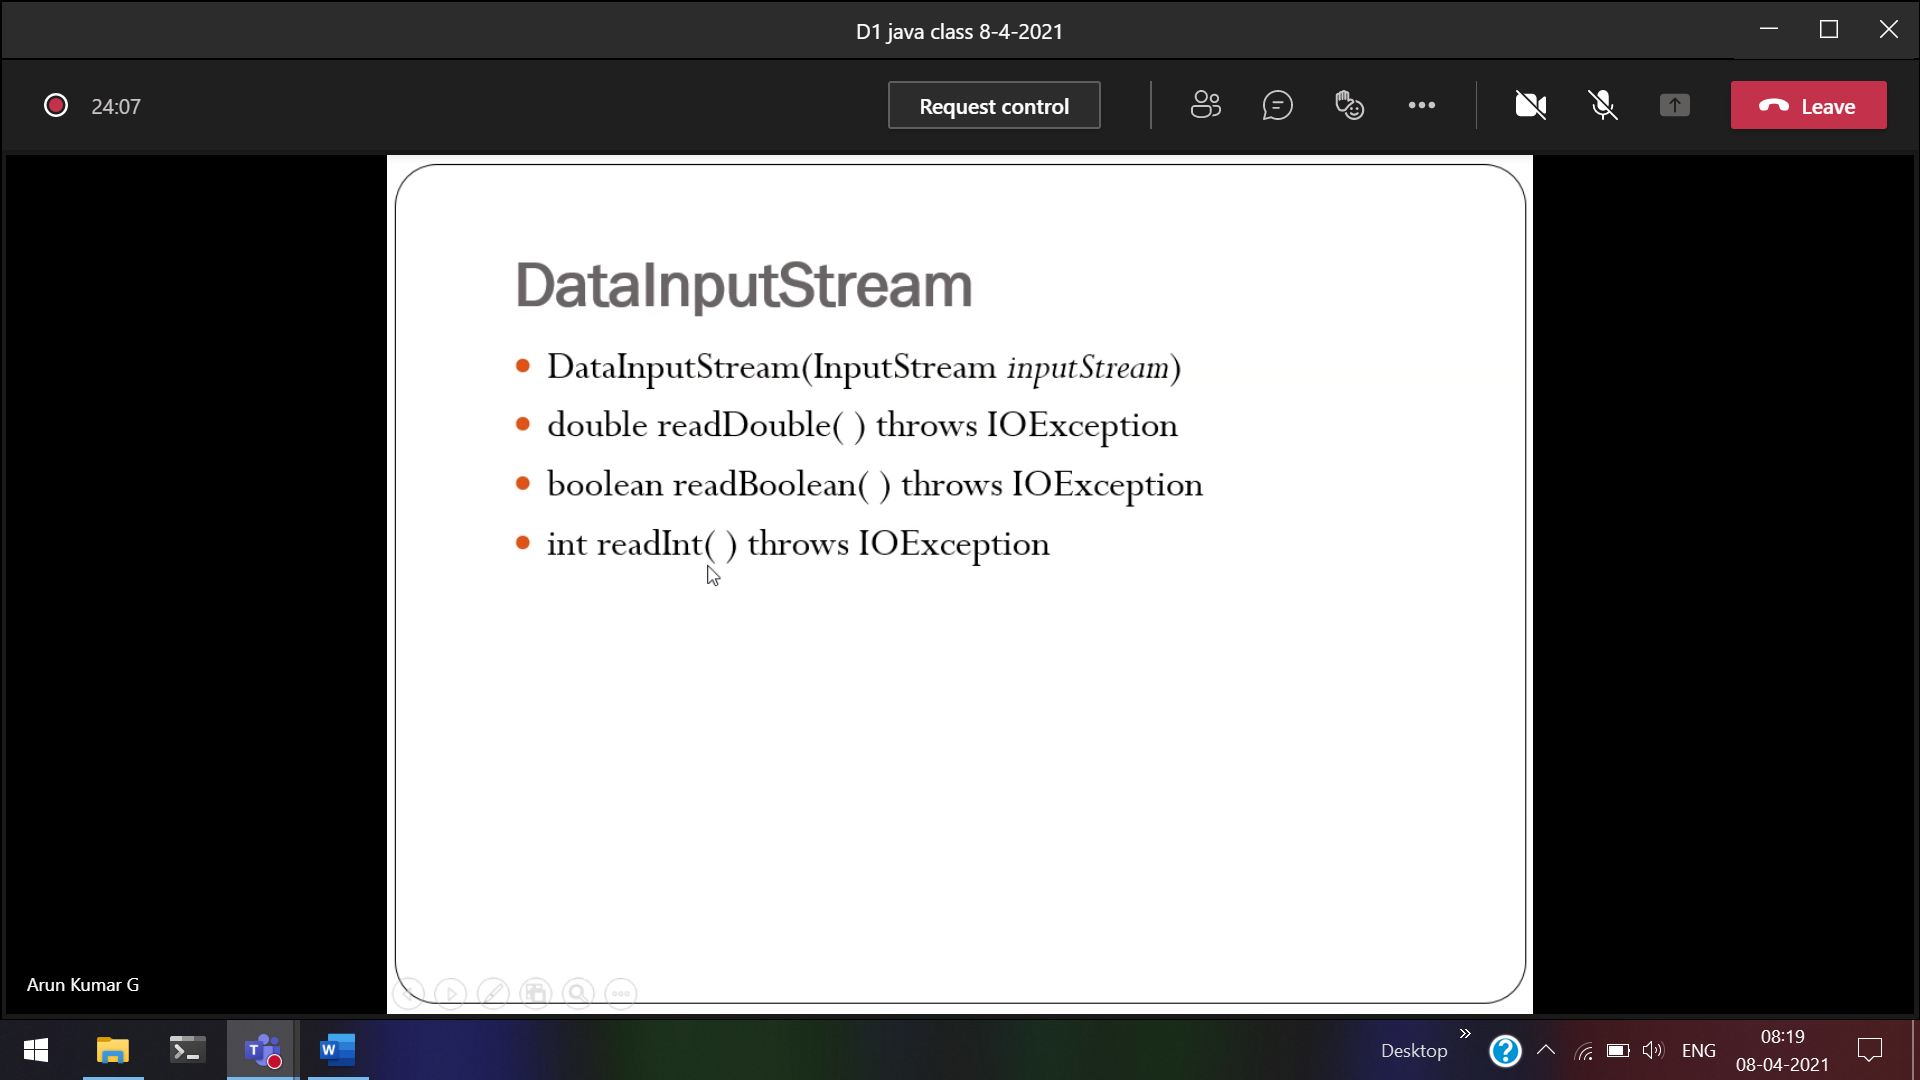 D1 java class 8-4-2021
24:07
Request control
Leave
DataInputStream
DataInputStream(InputStream inputStream)
double readDouble( ) throws IOException
boolean readBoolean( ) throws IOException
int readInt( ) throws IOException
Arun Kumar G
Desktop
ENG
08:19
08-04-2021